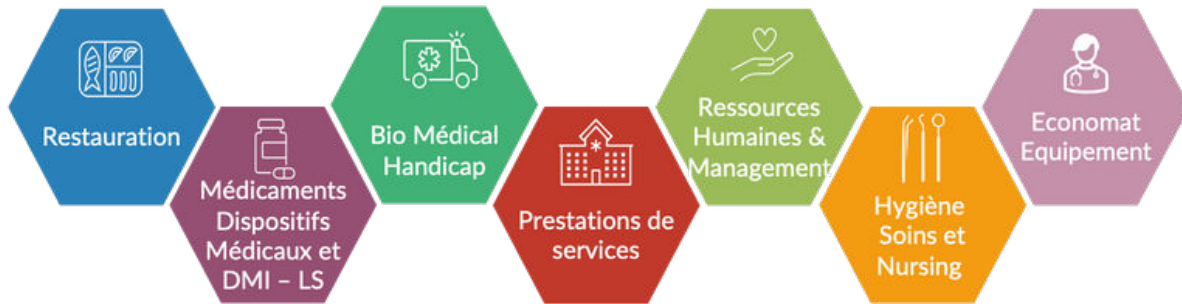 Restauration
Médicaments
Dispositifs
Médicaux et
DMI – LS
Bio Médical
Handicap
Prestations de
services
Ressources
Humaines &
Management
Hygiène
Soins et
Nursing
Economat
Equipement